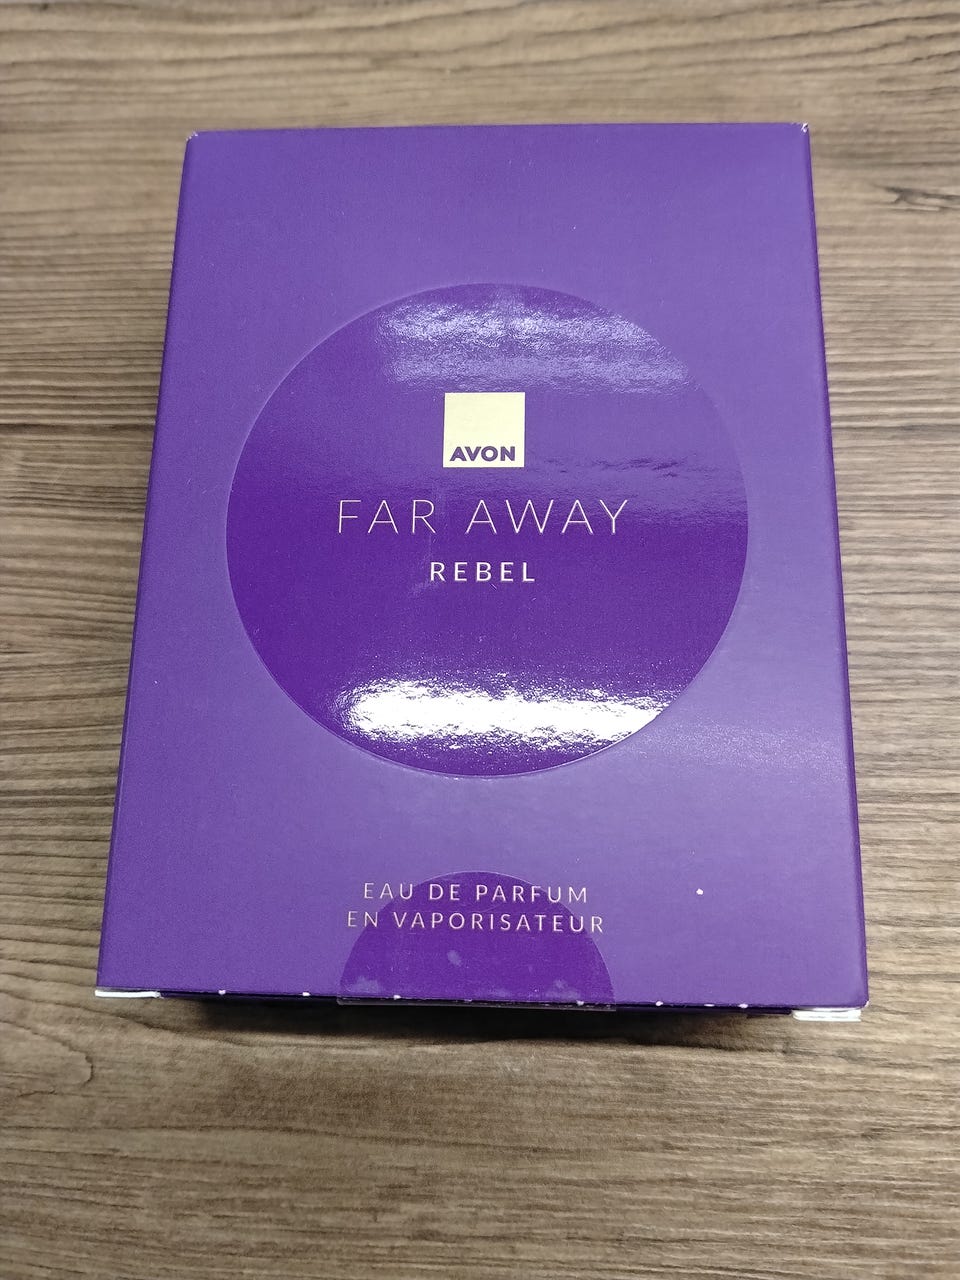 AVON
FAR AWAY
REBEL
EAU DE PARFUM
EN VAPORISATEUR